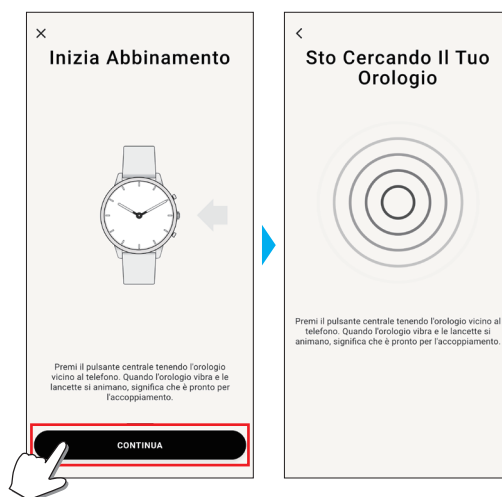 Inizia Abbinamento
Premi il pulsante centrale tenendo l'orologio
vicino al telefono. Quando l'orologio vibra e le
lancette si animano, significa che è pronto per
l'accoppiamento.
CONTINUA
Sto Cercando Il Tuo
Orologio
Premi il pulsante centrale tenendo l'orologio vicino al
telefono. Quando l'orologio vibra e le lancette si
animano, significa che è pronto per l'accoppiamento.